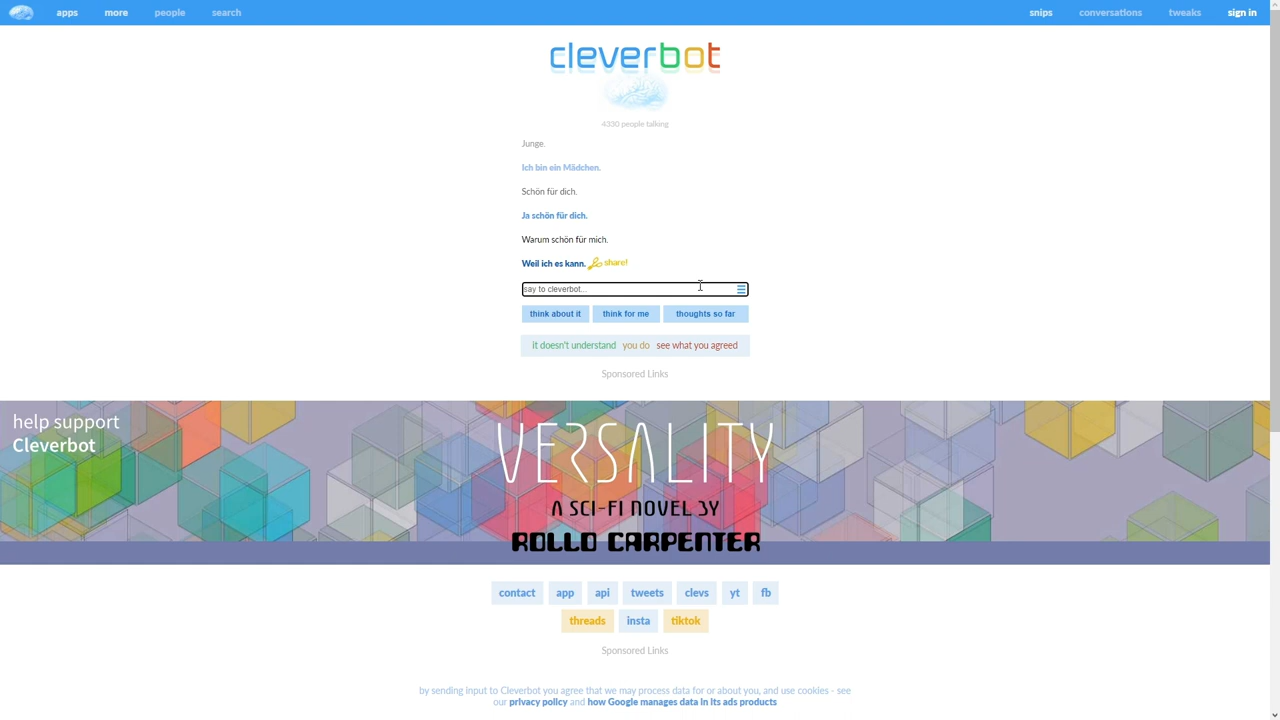 apps more people search snips conversations tweaks sign in
cleverbot
4330 people talking
Junge.
Ich bin ein Mädchen.
Schön für dich.
Ja schön für dich.
Warum schön für mich.
Weil ich es kann. share!
say to cleverbot...
think about it think for me thoughts so far
it doesn't understand you do see what you agreed
Sponsored Links
help support
Cleverbot
VERSALITY
A SCI-FI NOVEL BY
ROLLO CARPENTER
contact app api tweets clevs yt fb
threads insta tiktok
Sponsored Links
by sending input to Cleverbot you agree that we may process data for or about you, and use cookies - see
our privacy policy and how Google manages data in its ads products